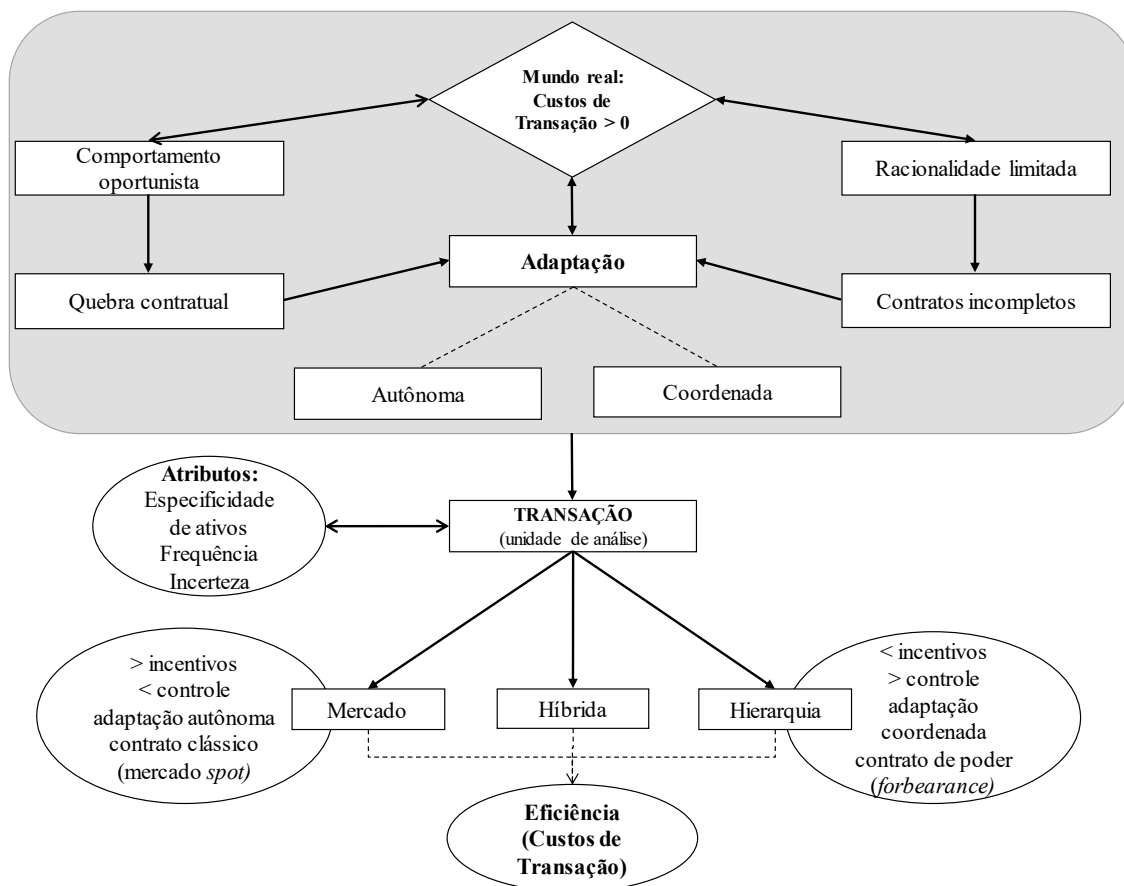 Mundo real:
Custos de
Transação > 0
Comportamento
oportunista
Racionalidade limitada
Adaptação
Quebra contratual
Contratos incompletos
Autônoma
Coordenada
Atributos:
Especificidade
de ativos
Frequência
Incerteza
TRANSAÇÃO
(unidade de análise)
> incentivos
< controle
adaptação autônoma
contrato clássico
(mercado spot)
Mercado
Híbrida
Hierarquia
< incentivos
> controle
adaptação
coordenada
contrato de poder
(forbearance)
Eficiência
(Custos de
Transação)